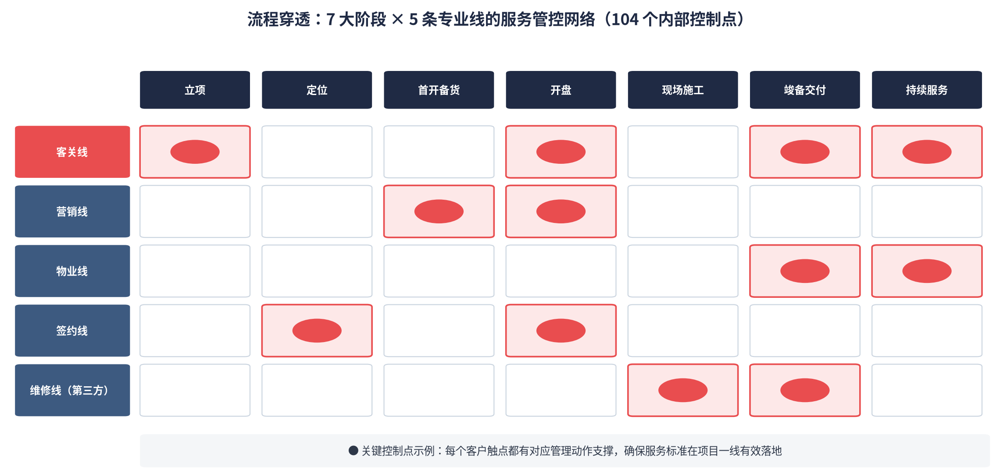 流程穿透：7 大阶段 × 5 条专业线的服务管控网络（104 个内部控制点）
立项
定位
首开备货
开盘
现场施工
竣备交付
持续服务
客关线
营销线
物业线
签约线
维修线（第三方）
● 关键控制点示例：每个客户触点都有对应管理动作支撑，确保服务标准在项目一线有效落地